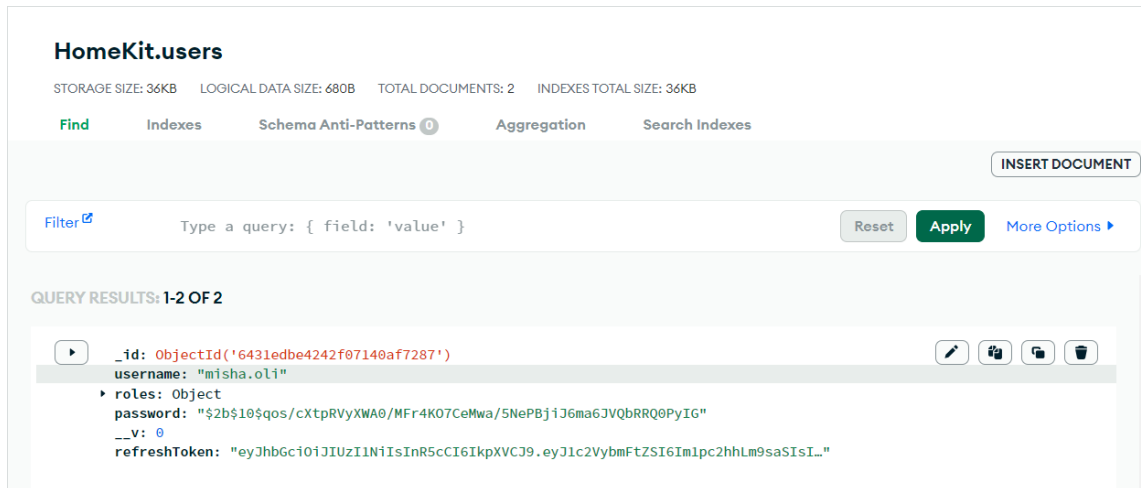 HomeKit.users
STORAGE SIZE: 36KB LOGICAL DATA SIZE: 680B TOTAL DOCUMENTS: 2 INDEXES TOTAL SIZE: 36KB
Find Indexes Schema Anti-Patterns 0 Aggregation Search Indexes
INSERT DOCUMENT
Filter Type a query: { field: 'value' } Reset Apply More Options
QUERY RESULTS: 1-2 OF 2
_id: ObjectId('6431edbe4242f07140af7287')
username: "misha.oli"
roles: Object
password: "$2b$10$qos/cXtpRVyXWA0/MFr4KO7CeMwa/5NePBjiJ6ma6JVQbRRQ0PyIG"
__v: 0
refreshToken: "eyJhbGciOiJIUzI1NiIsInR5cCI6IkpXVCJ9.eyJ1c2VybmFtZSI6Im1pc2hhLm9saSIsI…"